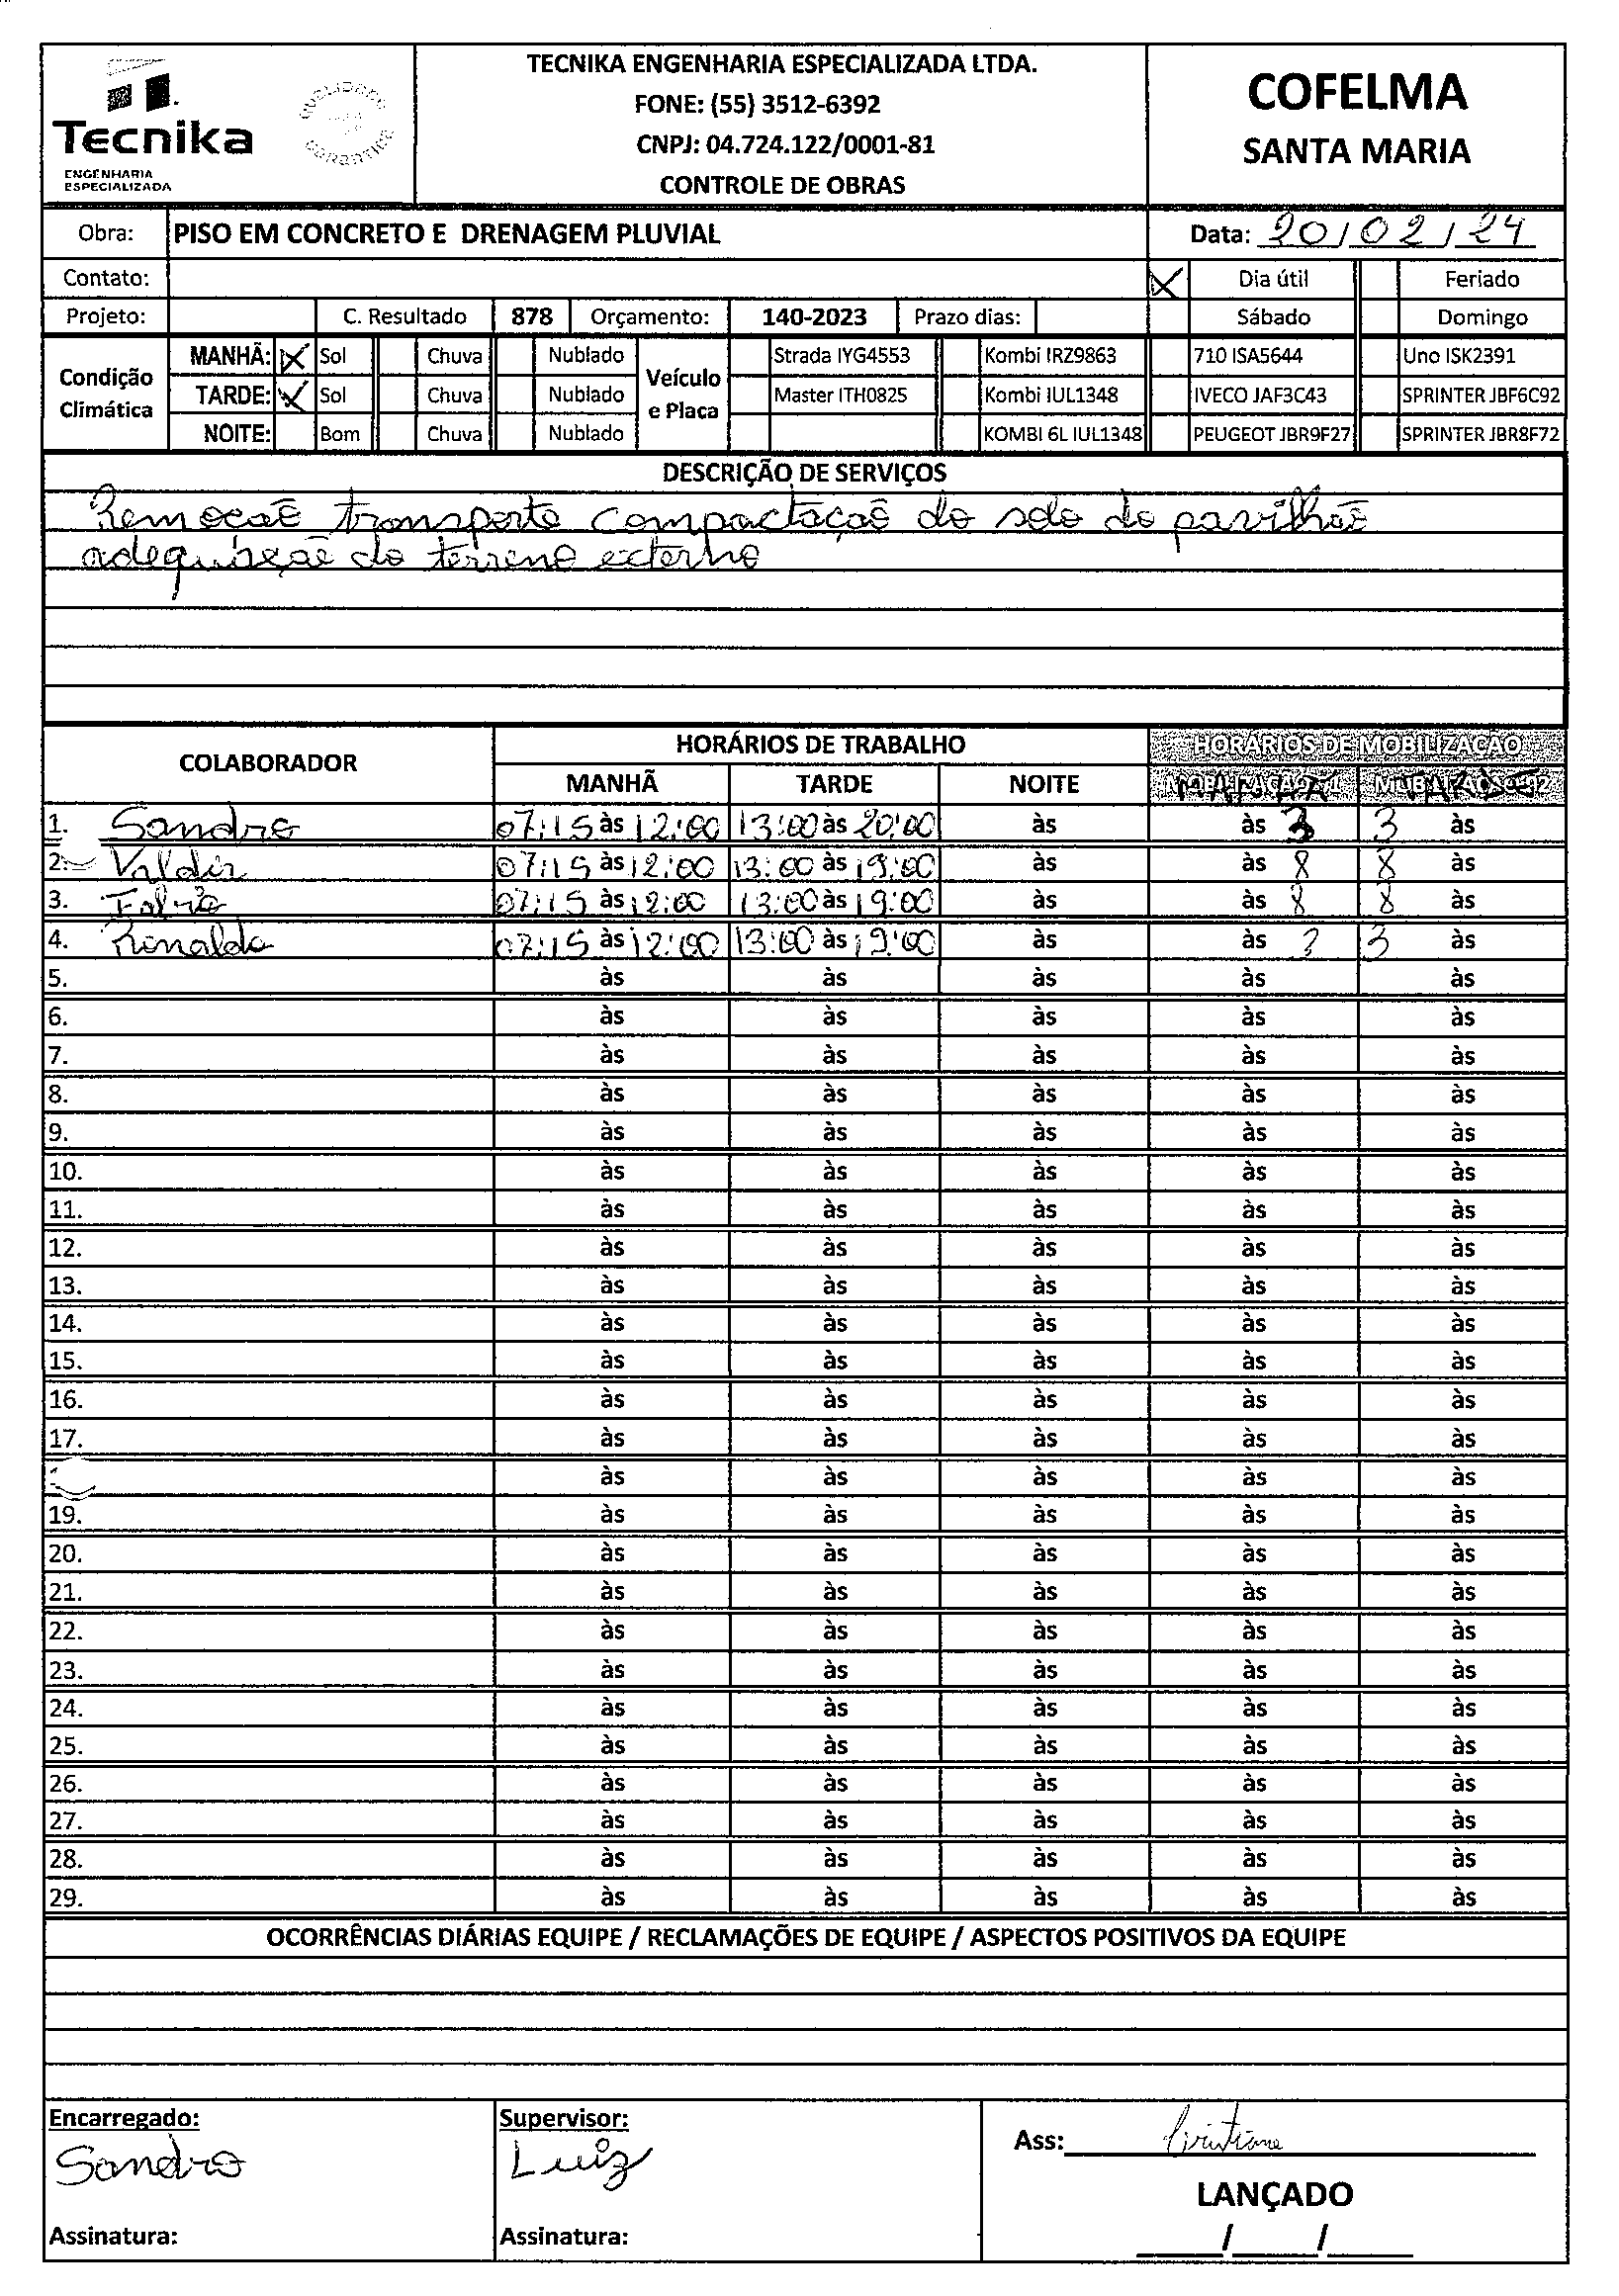 Tecnika
ENGENHARIA
ESPECIALIZADA
TECNIKA ENGENHARIA ESPECIALIZADA LTDA.
FONE: (55) 3512-6392
CNPJ: 04.724.122/0001-81
CONTROLE DE OBRAS
COFELMA
SANTA MARIA
Obra: PISO EM CONCRETO E DRENAGEM PLUVIAL Data: 20/02/24
Contato: X Dia útil Feriado
Projeto: C. Resultado 878 Orçamento: 140-2023 Prazo dias: Sábado Domingo
Condição Climática
MANHÃ: X Sol Chuva Nublado
TARDE: X Sol Chuva Nublado
NOITE: Bom Chuva Nublado
Veículo e Placa
Strada IYG4553 Kombi IRZ9863 710 ISA5644 Uno ISK2391
Master ITH0825 Kombi IUL1348 IVECO JAF3C43 SPRINTER JBF6C92
KOMBI 6L IUL1348 PEUGEOT JBR9F27 SPRINTER JBR8F72
DESCRIÇÃO DE SERVIÇOS
Remoção transporte compactação do solo do pavilhão
adequação do terreno externo
COLABORADOR HORÁRIOS DE TRABALHO HORÁRIOS DE MOBILIZAÇÃO
MANHÃ TARDE NOITE MANHÃ TARDE
1. Sandro 07:15 às 12:00 13:00 às 20:00 às às 3 3 às
2. Valdir 07:15 às 12:00 13:00 às 19:00 às às 8 8 às
3. 07:15 às 12:00 13:00 às 19:00 às às 8 8 às
4. Ronaldo 07:15 às 12:00 13:00 às 19:00 às às 3 3 às
5. às às às às às
6. às às às às às
7. às às às às às
8. às às às às às
9. às às às às às
10. às às às às às
11. às às às às às
12. às às às às às
13. às às às às às
14. às às às às às
15. às às às às às
16. às às às às às
17. às às às às às
às às às às às
19. às às às às às
20. às às às às às
21. às às às às às
22. às às às às às
23. às às às às às
24. às às às às às
25. às às às às às
26. às às às às às
27. às às às às às
28. às às às às às
29. às às às às às
OCORRÊNCIAS DIÁRIAS EQUIPE / RECLAMAÇÕES DE EQUIPE / ASPECTOS POSITIVOS DA EQUIPE
Encarregado: Supervisor:
Sandro Luiz
Ass: Cristiane
LANÇADO
Assinatura: Assinatura: ___/___/___